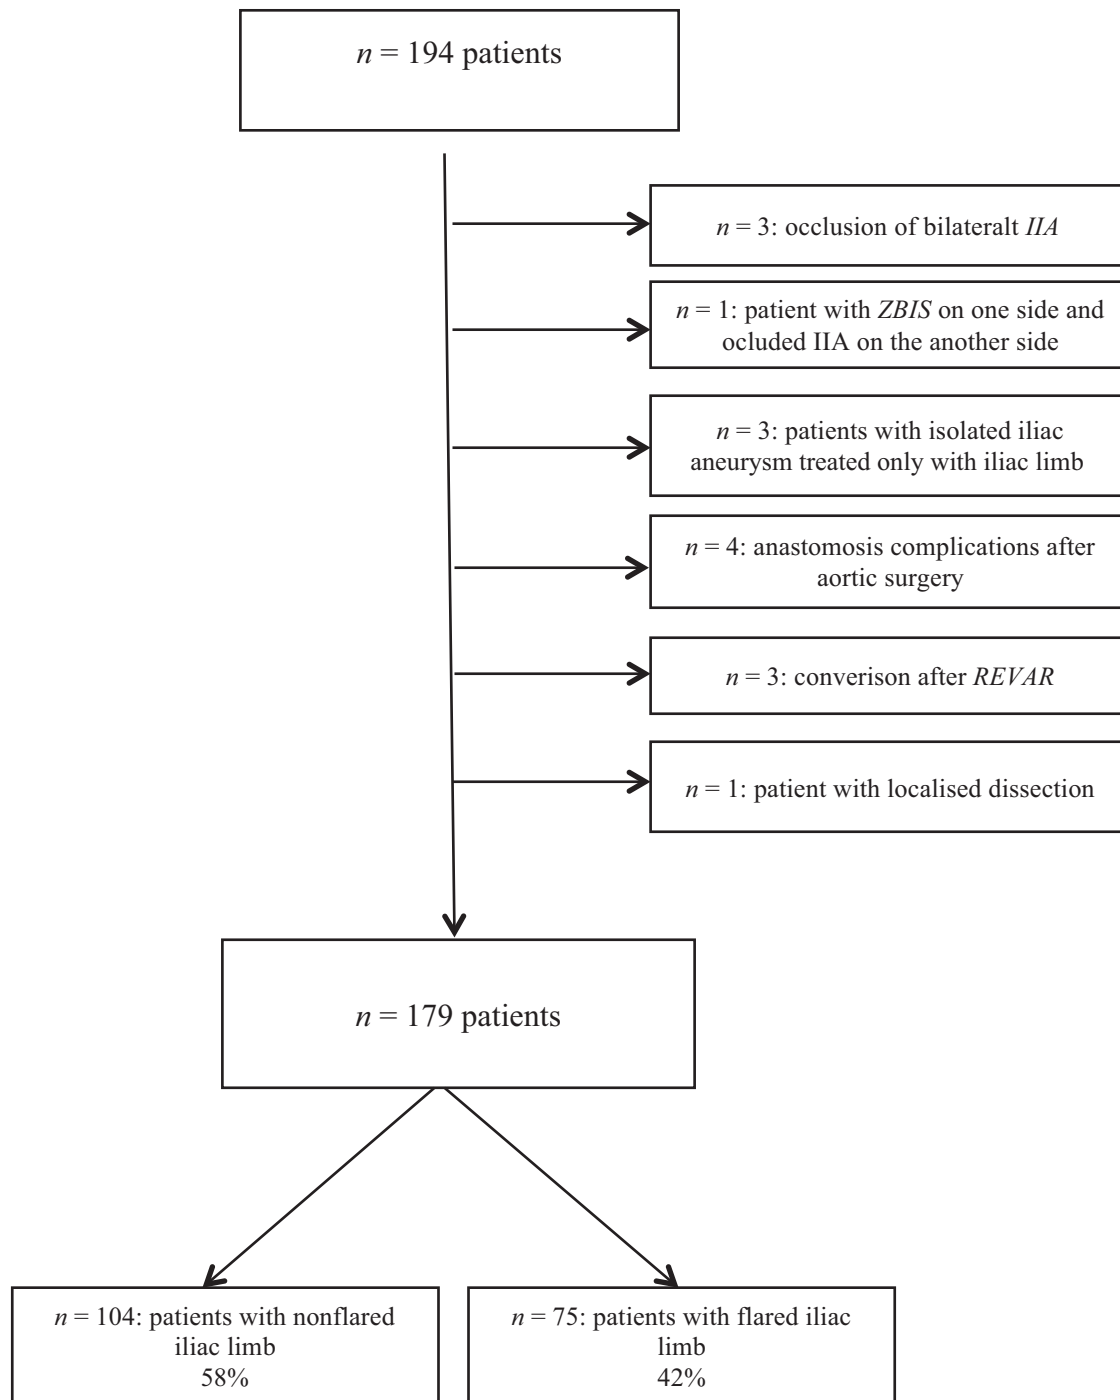 n = 194 patients
n = 3: occlusion of bilateralt IIA
n = 1: patient with ZBIS on one side and
ocluded IIA on the another side
n = 3: patients with isolated iliac
aneurysm treated only with iliac limb
n = 4: anastomosis complications after
aortic surgery
n = 3: converison after REVAR
n = 1: patient with localised dissection
n = 179 patients
n = 104: patients with nonflared
iliac limb
58%
n = 75: patients with flared iliac
limb
42%